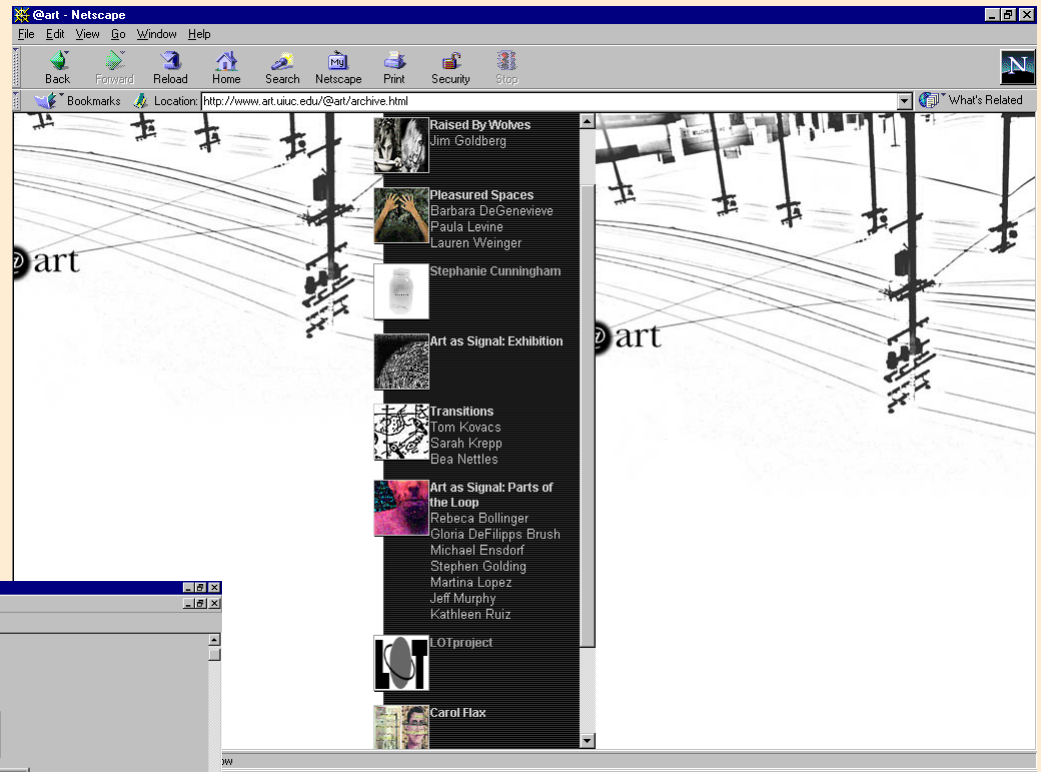 @art - Netscape
File Edit View Go Window Help
Back Forward Reload Home Search Netscape Print Security Stop
My
N
Bookmarks Location: http://www.art.uiuc.edu/@art/archive.html What's Related
Raised By Wolves
Jim Goldberg
Pleasured Spaces
Barbara DeGenevieve
Paula Levine
Lauren Weinger
@art
Stephanie Cunningham
@art
Art as Signal: Exhibition
Transitions
Tom Kovacs
Sarah Krepp
Bea Nettles
Art as Signal: Parts of
the Loop
Rebeca Bollinger
Gloria DeFilipps Brush
Michael Ensdorf
Stephen Golding
Martina Lopez
Jeff Murphy
Kathleen Ruiz
LOT
LOTproject
Carol Flax
ow